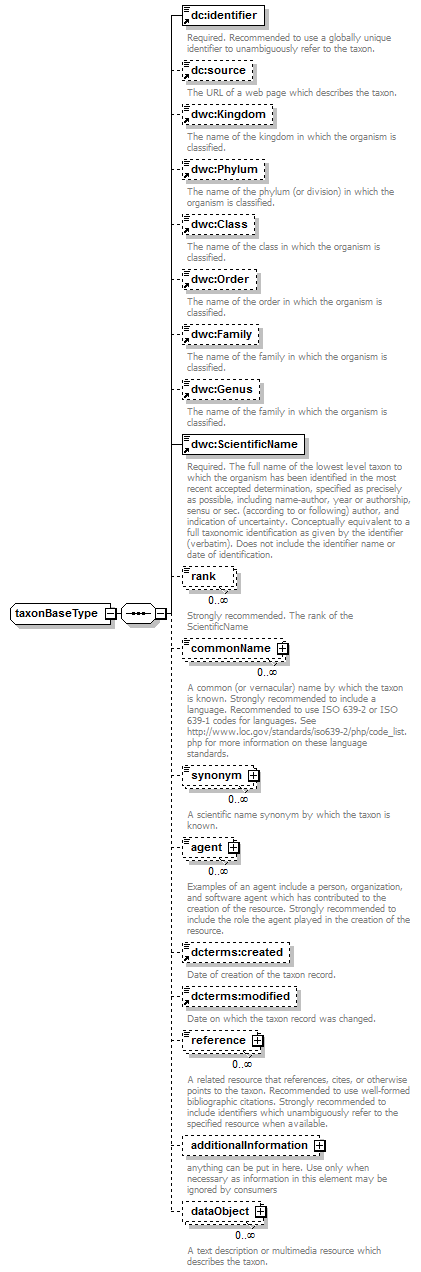 dc:identifier
Required. Recommended to use a globally unique
identifier to unambiguously refer to the taxon.
dc:source
The URL of a web page which describes the taxon.
dwc:Kingdom
The name of the kingdom in which the organism is
classified.
dwc:Phylum
The name of the phylum (or division) in which the
organism is classified.
dwc:Class
The name of the class in which the organism is
classified.
dwc:Order
The name of the order in which the organism is
classified.
dwc:Family
The name of the family in which the organism is
classified.
dwc:Genus
The name of the family in which the organism is
classified.
dwc:ScientificName
Required. The full name of the lowest level taxon to
which the organism has been identified in the most
recent accepted determination, specified as precisely
as possible, including name-author, year or authorship,
sensu or sec. (according to or following) author, and
indication of uncertainty. Conceptually equivalent to a
full taxonomic identification as given by the identifier
(verbatim). Does not include the identifier name or
date of identification.
rank
0..∞
taxonBaseType
Strongly recommended. The rank of the
ScientificName
commonName
0..∞
A common (or vernacular) name by which the taxon
is known. Strongly recommended to include a
language. Recommended to use ISO 639-2 or ISO
639-1 codes for languages. See
http://www.loc.gov/standards/iso639-2/php/code_list.
php for more information on these language
standards.
synonym
0..∞
A scientific name synonym by which the taxon is
known.
agent
0..∞
Examples of an agent include a person, organization,
and software agent which has contributed to the
creation of the resource. Strongly recommended to
include the role the agent played in the creation of the
resource.
dcterms:created
Date of creation of the taxon record.
dcterms:modified
Date on which the taxon record was changed.
reference
0..∞
A related resource that references, cites, or otherwise
points to the taxon. Recommended to use well-formed
bibliographic citations. Strongly recommended to
include identifiers which unambiguously refer to the
specified resource when available.
additionalInformation
anything can be put in here. Use only when
necessary as information in this element may be
ignored by consumers
dataObject
0..∞
A text description or multimedia resource which
describes the taxon.